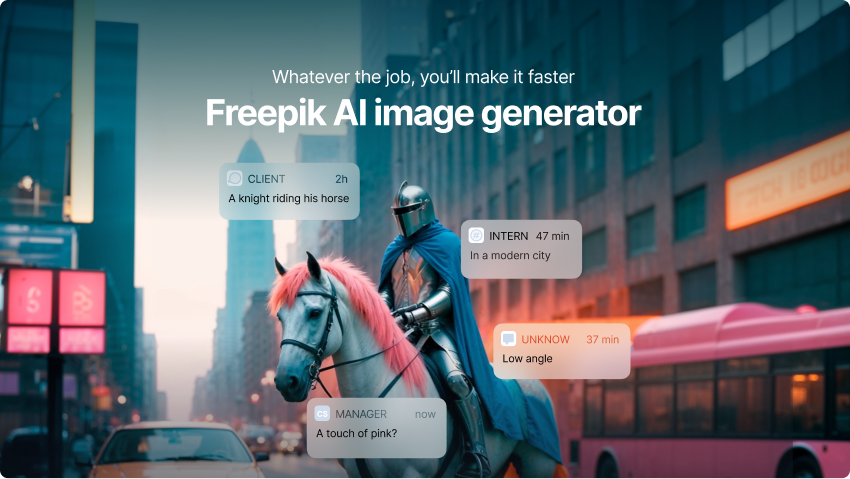 Whatever the job, you'll make it faster
Freepik AI image generator
CLIENT 2h
A knight riding his horse
INTERN 47 min
In a modern city
UNKNOW 37 min
Low angle
CS MANAGER now
A touch of pink?